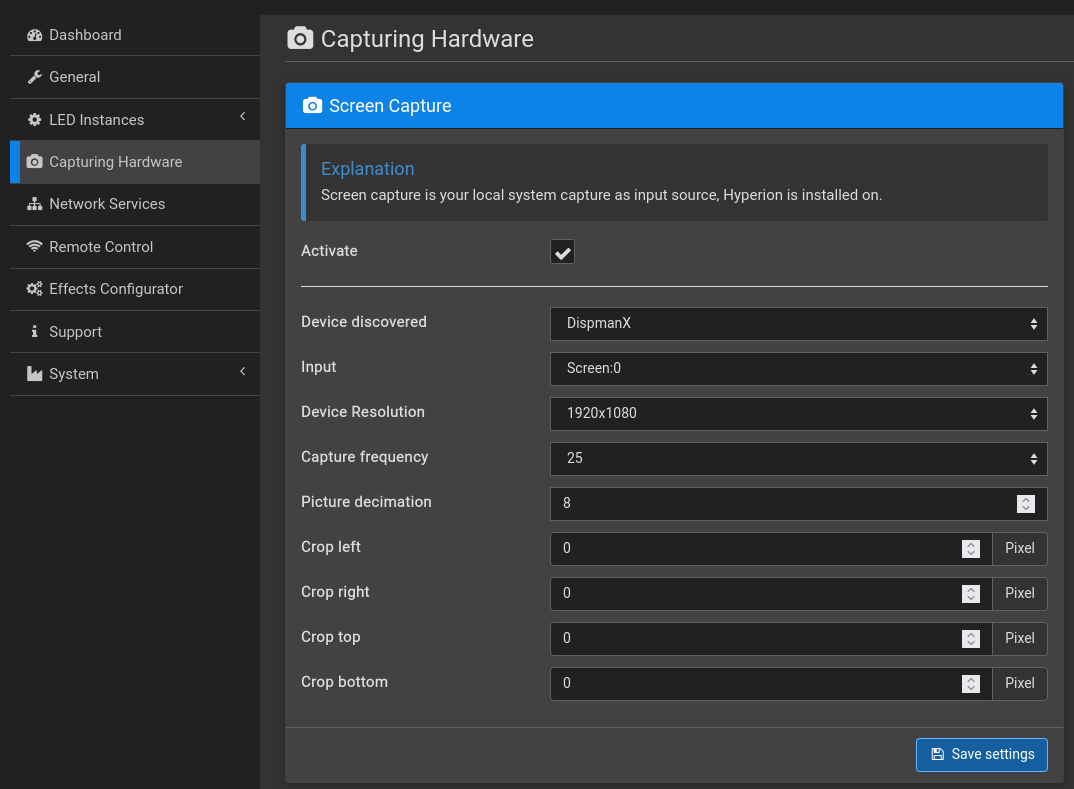 Dashboard
General
LED Instances
Capturing Hardware
Network Services
Remote Control
Effects Configurator
Support
System
Capturing Hardware
Screen Capture
Explanation
Screen capture is your local system capture as input source, Hyperion is installed on.
Activate
Device discovered DispmanX
Input Screen:0
Device Resolution 1920x1080
Capture frequency 25
Picture decimation 8
Crop left 0 Pixel
Crop right 0 Pixel
Crop top 0 Pixel
Crop bottom 0 Pixel
Save settings